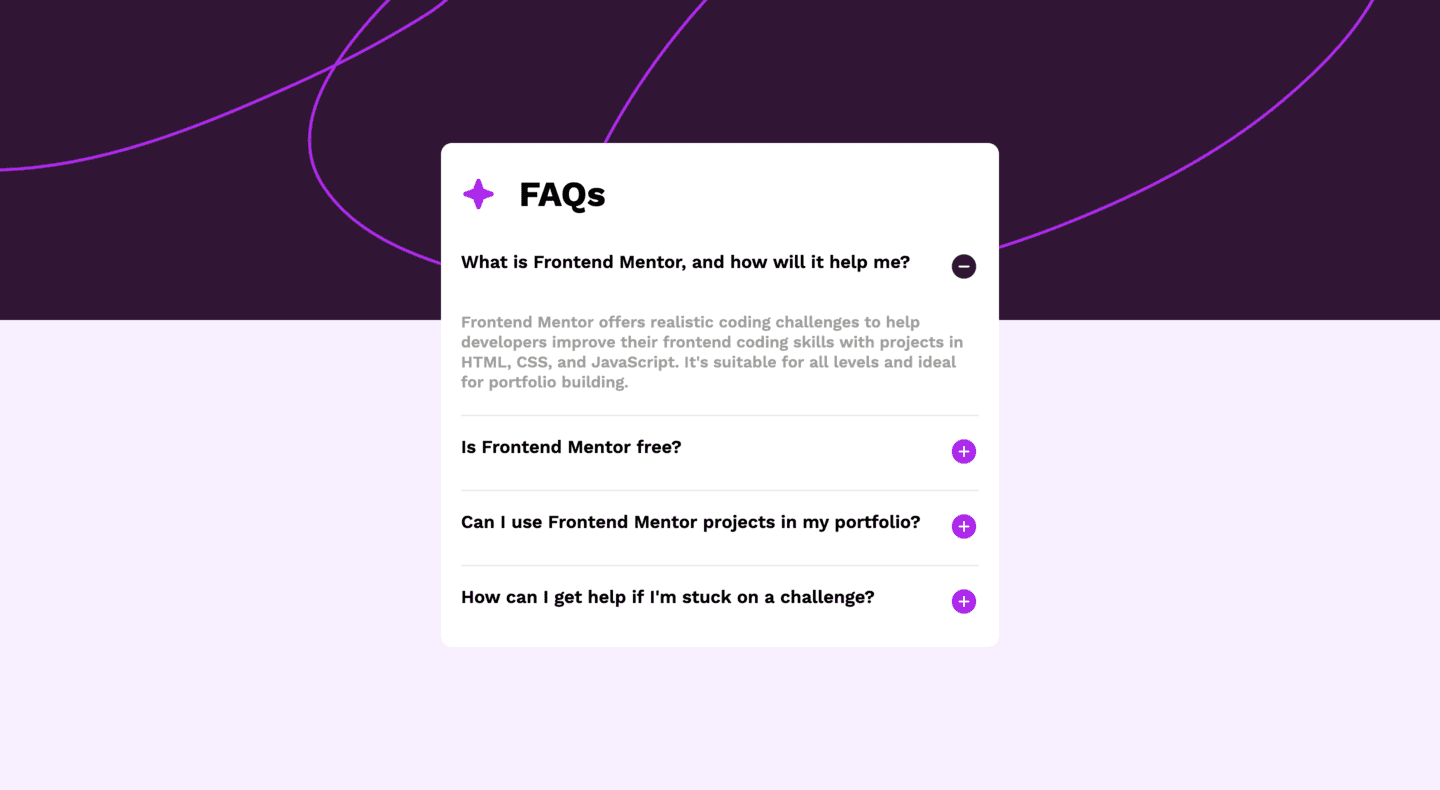 FAQs
What is Frontend Mentor, and how will it help me?
Frontend Mentor offers realistic coding challenges to help
developers improve their frontend coding skills with projects in
HTML, CSS, and JavaScript. It's suitable for all levels and ideal
for portfolio building.
Is Frontend Mentor free?
Can I use Frontend Mentor projects in my portfolio?
How can I get help if I'm stuck on a challenge?